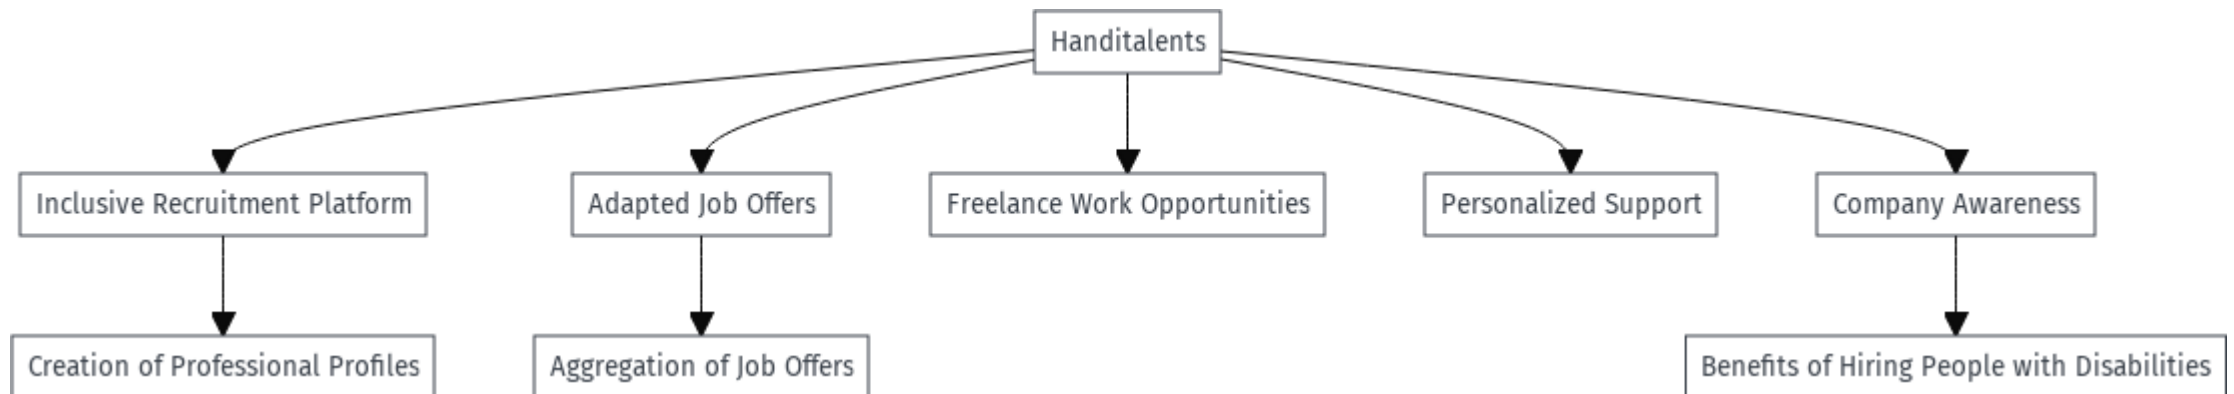 Handitalents
Inclusive Recruitment Platform
Adapted Job Offers
Freelance Work Opportunities
Personalized Support
Company Awareness
Creation of Professional Profiles
Aggregation of Job Offers
Benefits of Hiring People with Disabilities